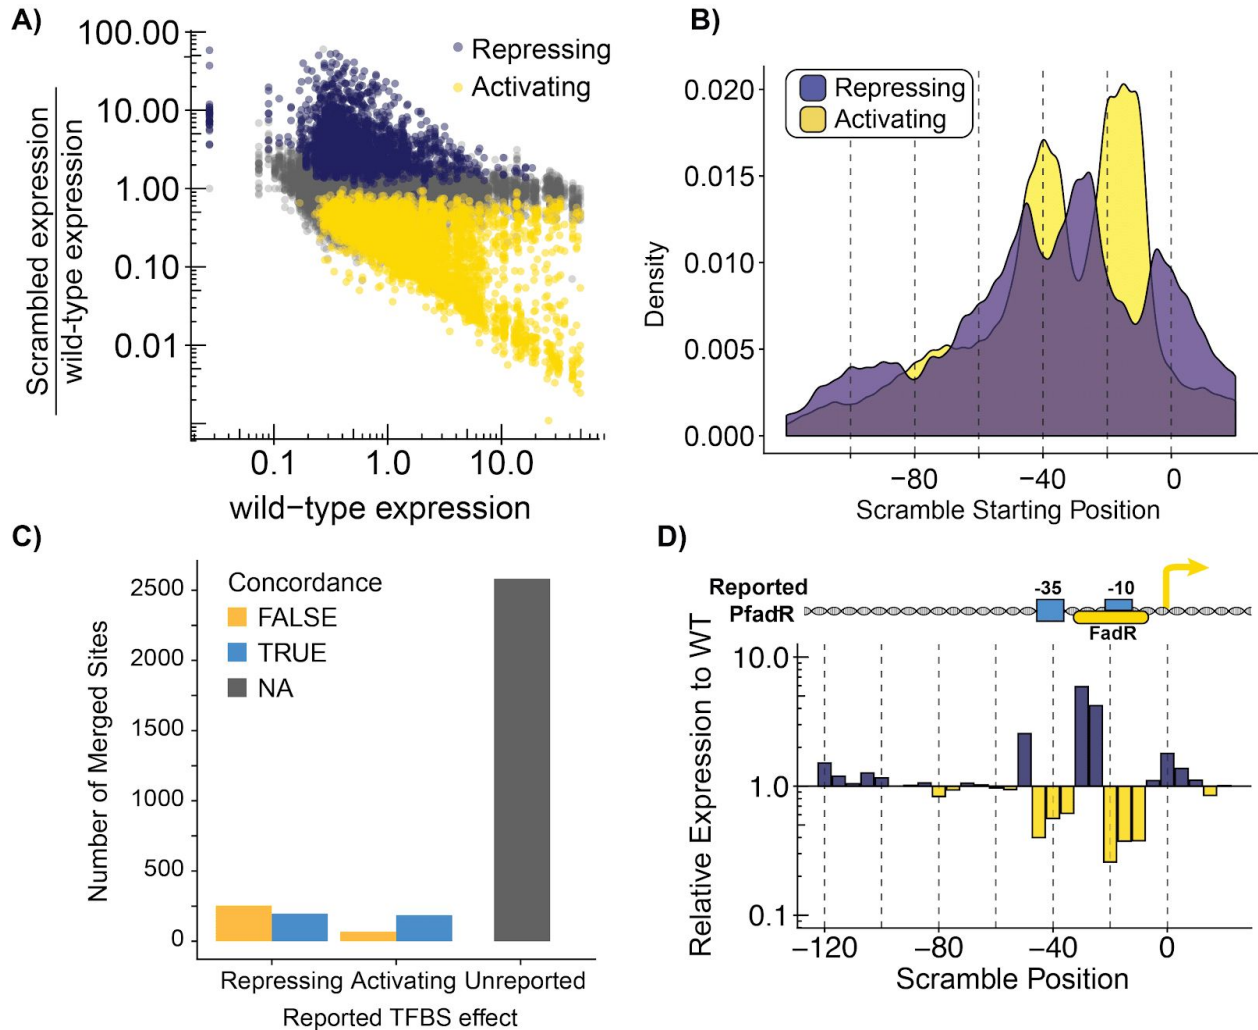 A)
100.00
10.00
1.00
0.10
0.01
Scrambled expression
wild-type expression
Repressing
Activating
0.1
1.0
10.0
wild-type expression
B)
0.020
0.015
0.010
0.005
0.000
Density
Repressing
Activating
-80
-40
0
Scramble Starting Position
C)
2500
2000
1500
1000
500
0
Number of Merged Sites
Concordance
FALSE
TRUE
NA
Repressing Activating Unreported
Reported TFBS effect
D)
Reported
PfadR
-35
-10
FadR
10.0
1.0
0.1
Relative Expression to WT
-120
-80
-40
0
Scramble Position